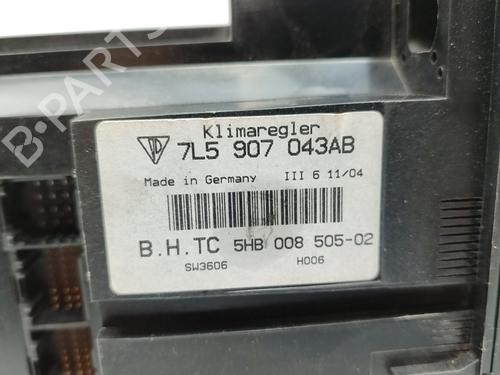 B-PARTS
Klimaregler
7L5 907 043AB
Made in Germany III 6 11/04
B.H.TC 5HB 008 505-02
SW3606 H006